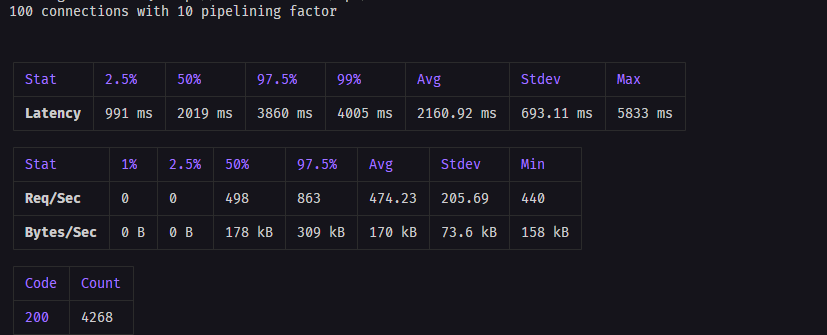 100 connections with 10 pipelining factor
Stat 2.5% 50% 97.5% 99% Avg Stdev Max
Latency 991 ms 2019 ms 3860 ms 4005 ms 2160.92 ms 693.11 ms 5833 ms
Stat 1% 2.5% 50% 97.5% Avg Stdev Min
Req/Sec 0 0 498 863 474.23 205.69 440
Bytes/Sec 0 B 0 B 178 kB 309 kB 170 kB 73.6 kB 158 kB
Code Count
200 4268